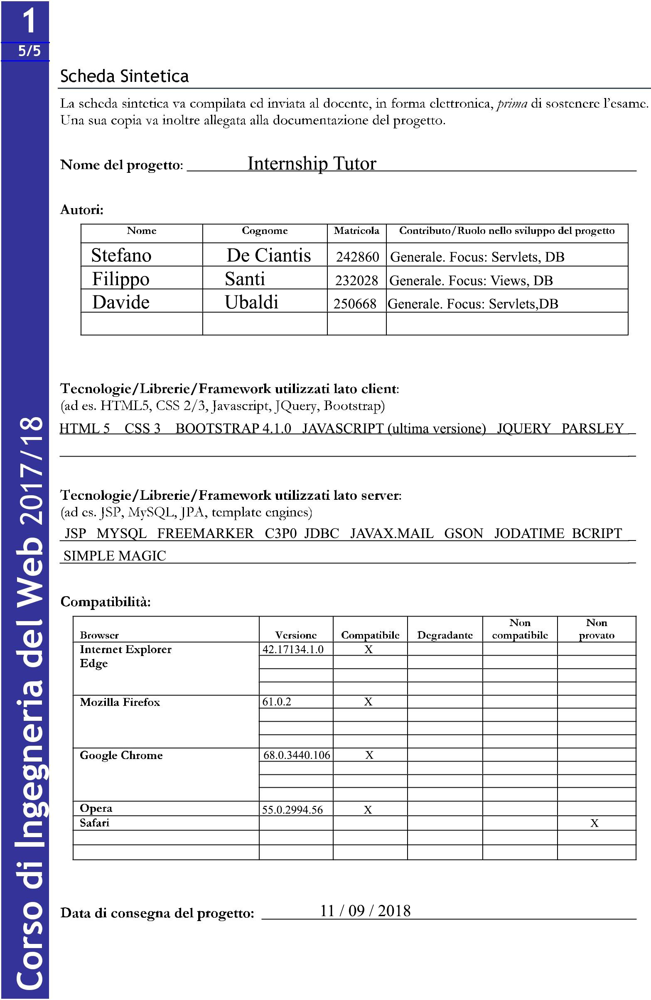 1
5/5
Corso di Ingegneria del Web 2017/18
Scheda Sintetica
La scheda sintetica va compilata ed inviata al docente, in forma elettronica, prima di sostenere l'esame.
Una sua copia va inoltre allegata alla documentazione del progetto.
Nome del progetto: Internship Tutor
Autori:
Nome Cognome Matricola Contributo/Ruolo nello sviluppo del progetto
Stefano De Ciantis 242860 Generale. Focus: Servlets, DB
Filippo Santi 232028 Generale. Focus: Views, DB
Davide Ubaldi 250668 Generale. Focus: Servlets,DB
Tecnologie/Librerie/Framework utilizzati lato client:
(ad es. HTML5, CSS 2/3, Javascript, JQuery, Bootstrap)
HTML 5 CSS 3 BOOTSTRAP 4.1.0 JAVASCRIPT (ultima versione) JQUERY PARSLEY
Tecnologie/Librerie/Framework utilizzati lato server:
(ad es. JSP, MySQL, JPA, template engines)
JSP MYSQL FREEMARKER C3P0 JDBC JAVAX.MAIL GSON JODATIME BCRIPT
SIMPLE MAGIC
Compatibilità:
Browser Versione Compatibile Degradante Non compatibile Non provato
Internet Explorer 42.17134.1.0 X
Edge
Mozilla Firefox 61.0.2 X
Google Chrome 68.0.3440.106 X
Opera 55.0.2994.56 X
Safari X
Data di consegna del progetto: 11 / 09 / 2018